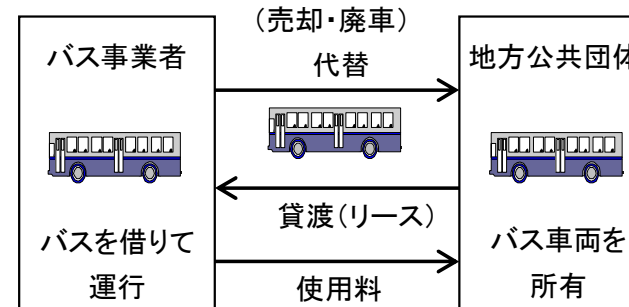 バス事業者
バスを借りて
運行
（売却・廃車）
代替
貸渡（リース）
使用料
地方公共団体
バス車両を
所有